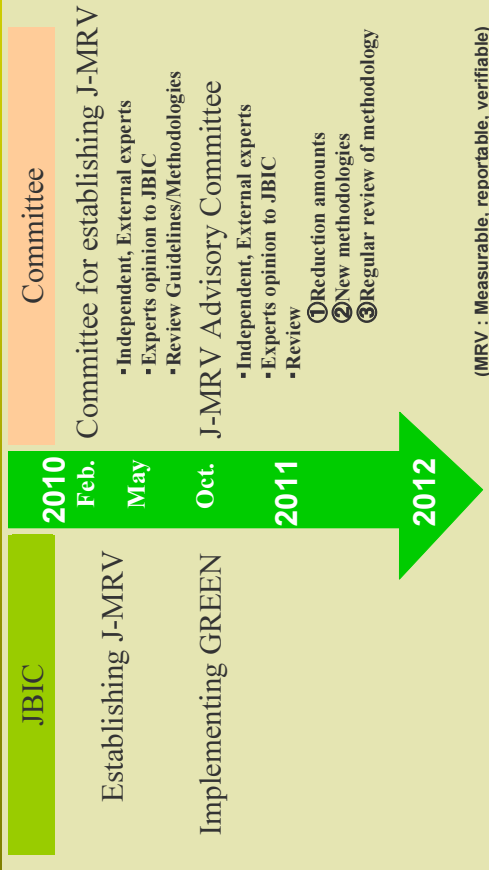 JBIC
Committee
2010
Feb.
Committee for establishing J-MRV
▪Independent, External experts
▪Experts opinion to JBIC
▪Review Guidelines/Methodologies
Establishing J-MRV
May
Implementing GREEN
Oct.
J-MRV Advisory Committee
▪Independent, External experts
▪Experts opinion to JBIC
▪Review
①Reduction amounts
②New methodologies
③Regular review of methodology
2011
2012
(MRV : Measurable, reportable, verifiable)